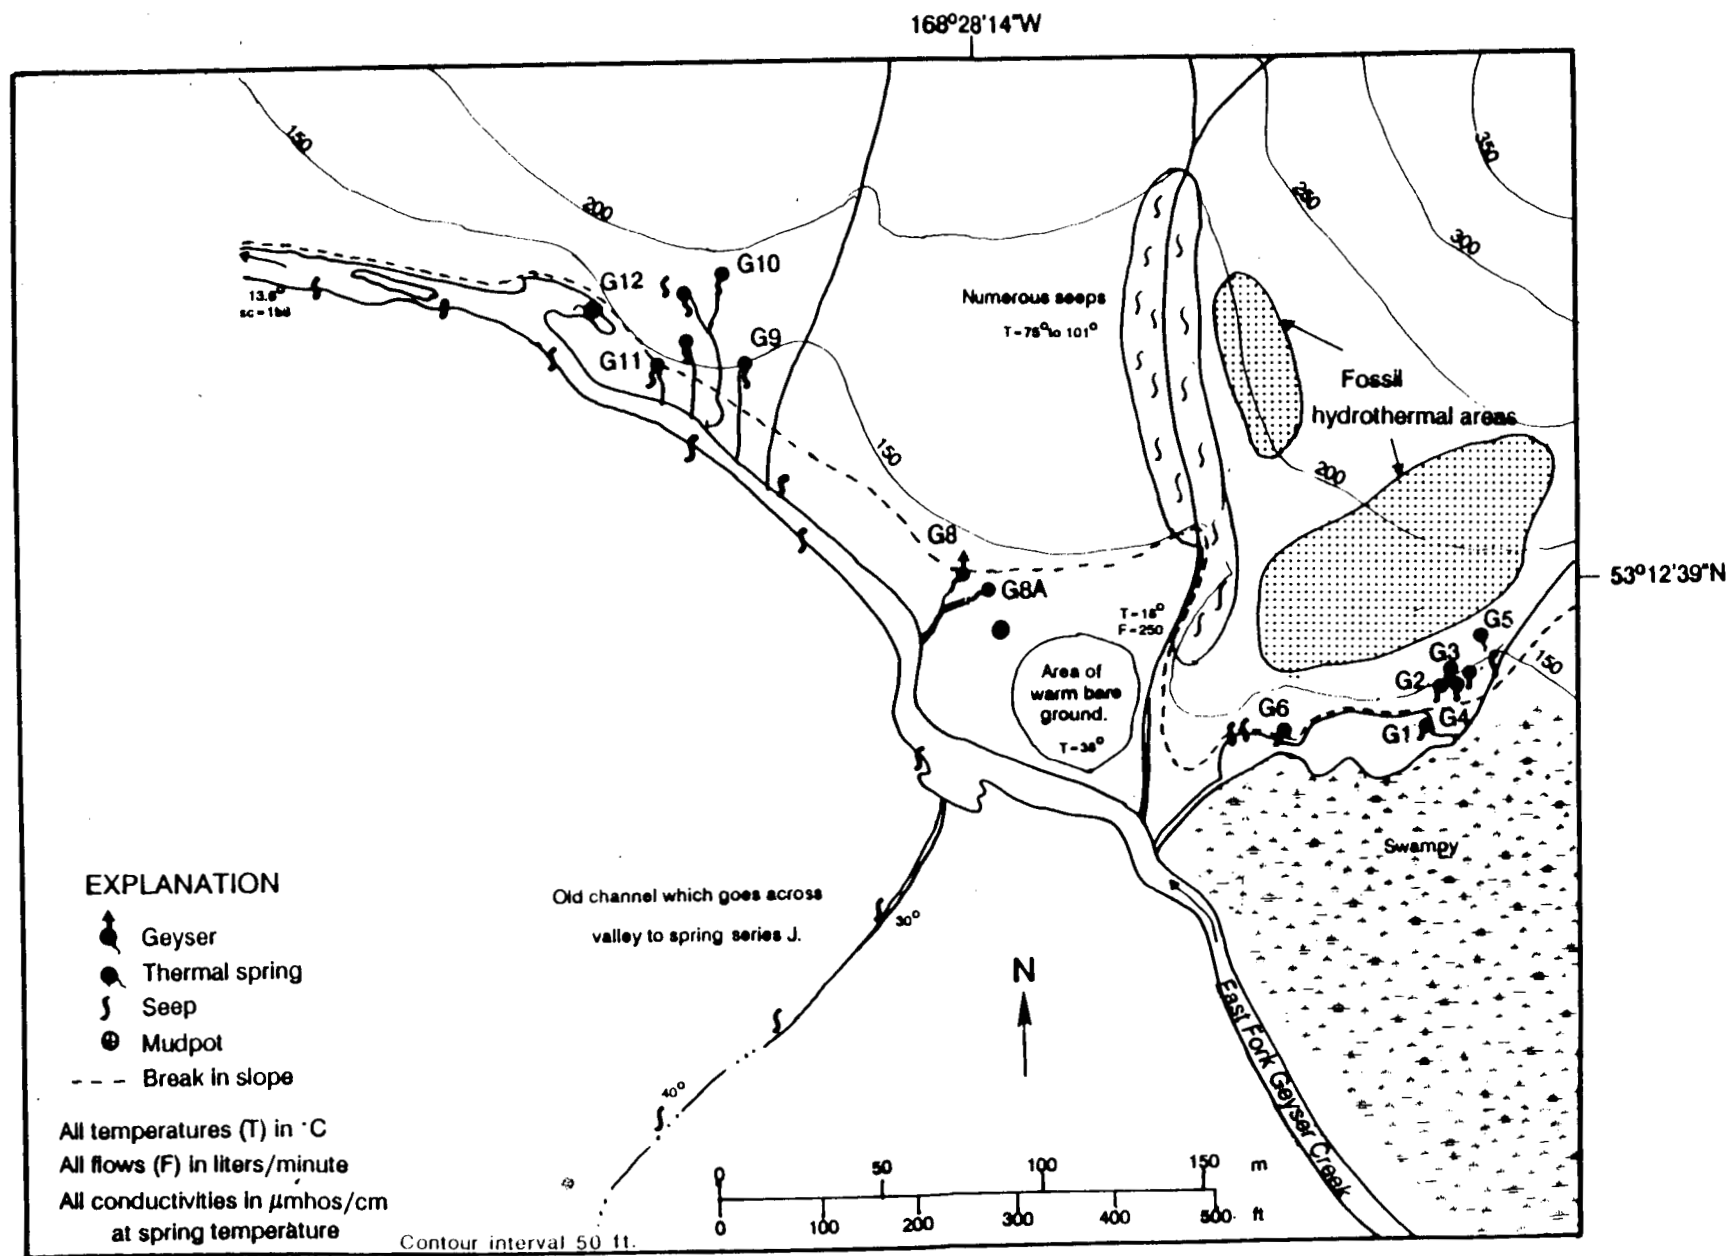 168°28'14"W
150
200
250
350
300
G12
G10
13.6°
Numerous seeps
T=78° to 101°
G11
G9
Fossil
hydrothermal areas
150
200
G8
53°12'39"N
G8A
T=18°
F=250
G5
G3
150
G2
Area of
warm bare
ground.
T=38°
G6
G4
G1
Swampy
EXPLANATION
Geyser
Thermal spring
Seep
Mudpot
Break in slope
All temperatures (T) in °C
All flows (F) in liters/minute
All conductivities in µmhos/cm
at spring temperature
Old channel which goes across
valley to spring series J.
30°
N
East Fork Geyser Creek
40°
0 50 100 150 m
0 100 200 300 400 500 ft
Contour interval 50 ft.